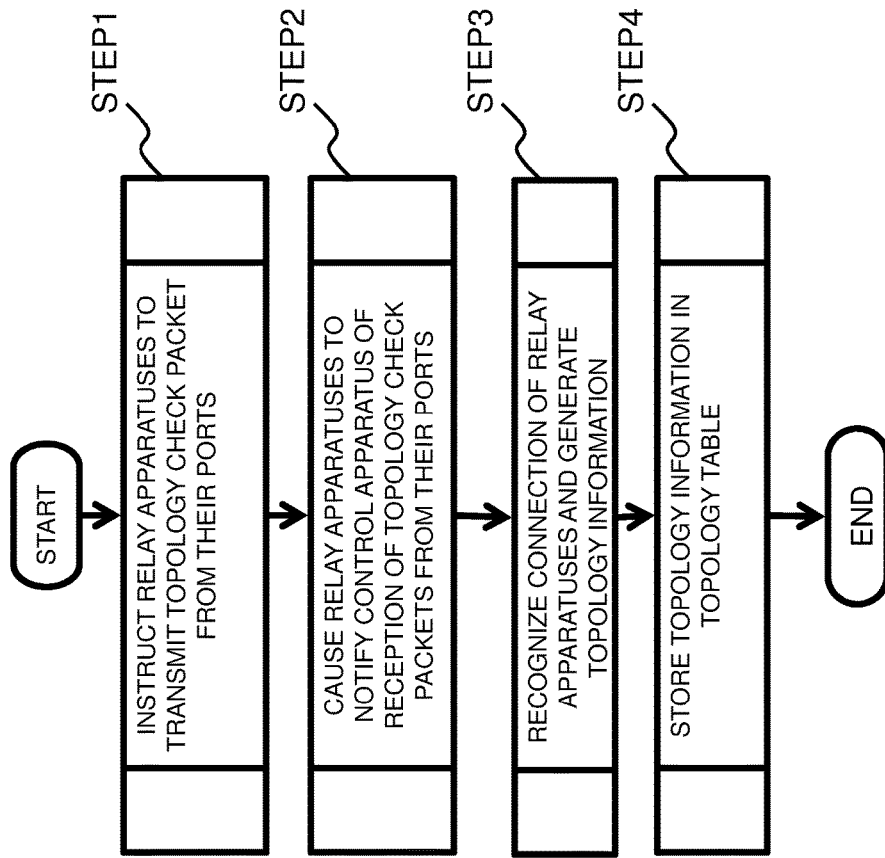 START
STEP1
INSTRUCT RELAY APPARATUSES TO
TRANSMIT TOPOLOGY CHECK PACKET
FROM THEIR PORTS
STEP2
CAUSE RELAY APPARATUSES TO
NOTIFY CONTROL APPARATUS OF
RECEPTION OF TOPOLOGY CHECK
PACKETS FROM THEIR PORTS
STEP3
RECOGNIZE CONNECTION OF RELAY
APPARATUSES AND GENERATE
TOPOLOGY INFORMATION
STEP4
STORE TOPOLOGY INFORMATION IN
TOPOLOGY TABLE
END